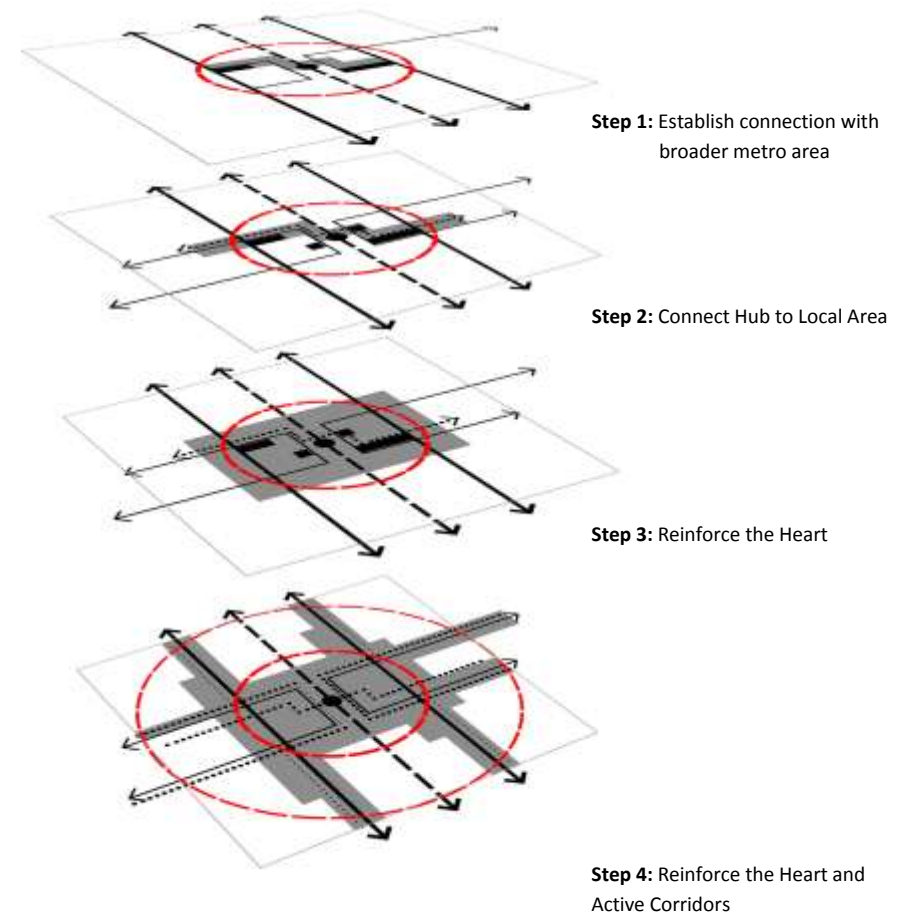 Step 1: Establish connection with
broader metro area
Step 2: Connect Hub to Local Area
Step 3: Reinforce the Heart
Step 4: Reinforce the Heart and
Active Corridors